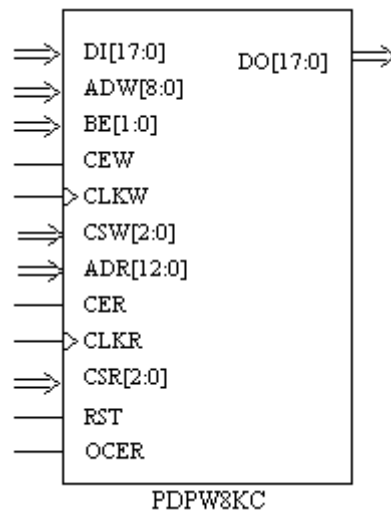 DI[17:0]
DO[17:0]
ADW[8:0]
BE[1:0]
CEW
CLKW
CSW[2:0]
ADR[12:0]
CER
CLKR
CSR[2:0]
RST
OCER
PDPW8KC